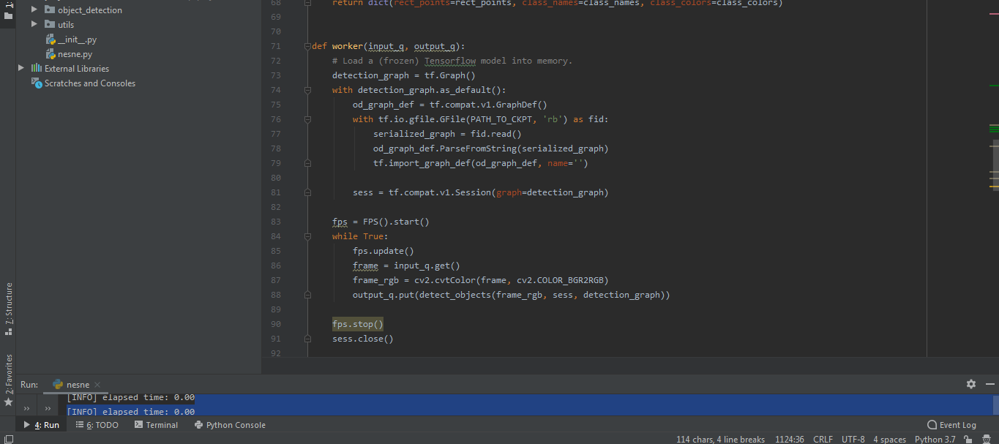 object_detection
utils
__init__.py
nesne.py
External Libraries
Scratches and Consoles
7: Structure
2: Favorites
68 return dict(rect_points=rect_points, class_names=class_names, class_colors=class_colors)
69
70
71 def worker(input_q, output_q):
72 # Load a (frozen) Tensorflow model into memory.
73 detection_graph = tf.Graph()
74 with detection_graph.as_default():
75 od_graph_def = tf.compat.v1.GraphDef()
76 with tf.io.gfile.GFile(PATH_TO_CKPT, 'rb') as fid:
77 serialized_graph = fid.read()
78 od_graph_def.ParseFromString(serialized_graph)
79 tf.import_graph_def(od_graph_def, name='')
80
81 sess = tf.compat.v1.Session(graph=detection_graph)
82
83 fps = FPS().start()
84 while True:
85 fps.update()
86 frame = input_q.get()
87 frame_rgb = cv2.cvtColor(frame, cv2.COLOR_BGR2RGB)
88 output_q.put(detect_objects(frame_rgb, sess, detection_graph))
89
90 fps.stop()
91 sess.close()
92
Run: nesne
[INFO] elapsed time: 0.00
[INFO] elapsed time: 0.00
4: Run 6: TODO Terminal Python Console Event Log
114 chars, 4 line breaks 1124:36 CRLF UTF-8 4 spaces Python 3.7